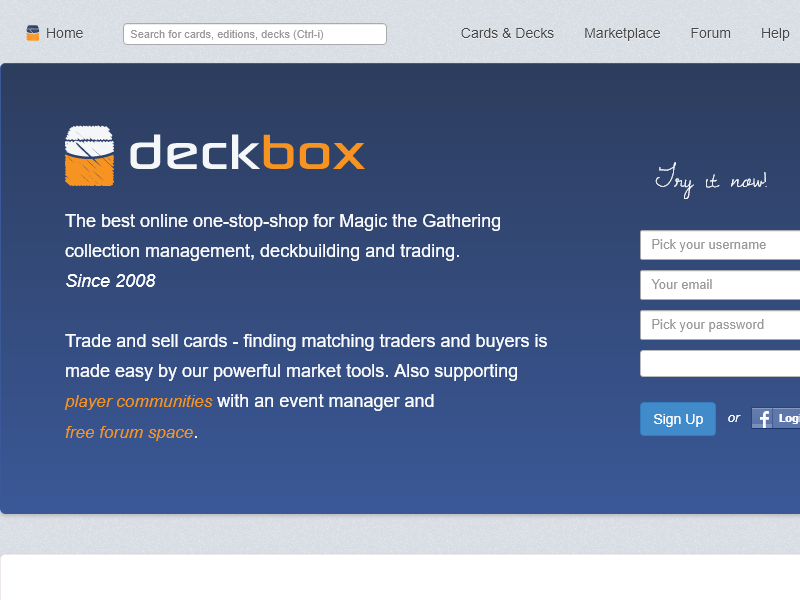 Home
Search for cards, editions, decks (Ctrl-i)
Cards & Decks
Marketplace
Forum
Help
deckbox
The best online one-stop-shop for Magic the Gathering
collection management, deckbuilding and trading.
Since 2008
Trade and sell cards - finding matching traders and buyers is
made easy by our powerful market tools. Also supporting
player communities with an event manager and
free forum space.
Try it now!
Pick your username
Your email
Pick your password
Sign Up
or